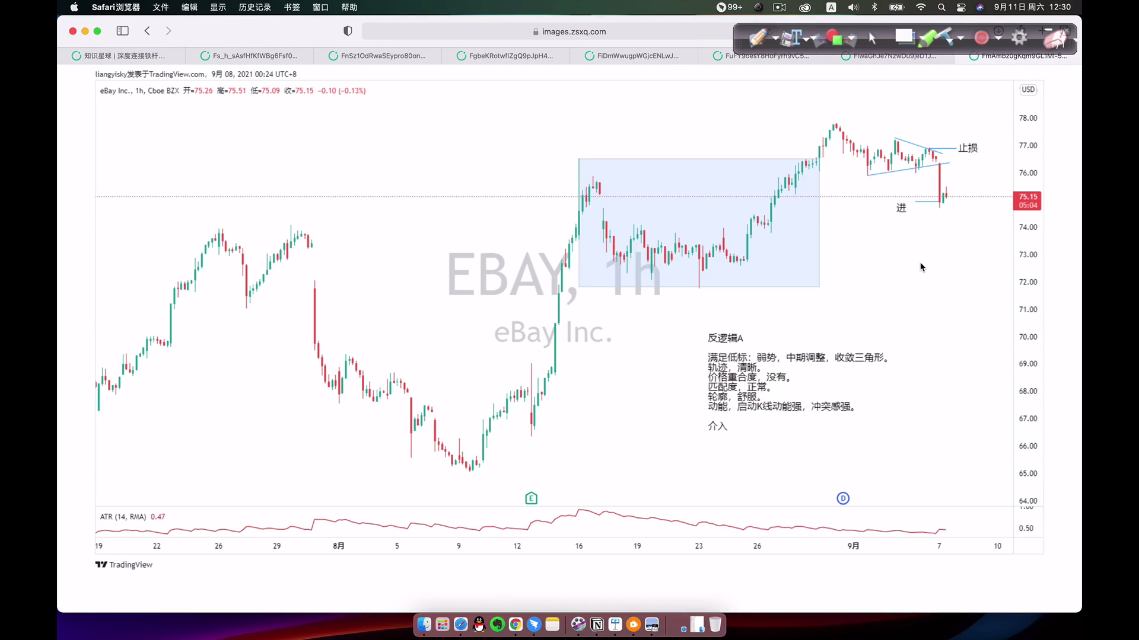 Safari浏览器 文件 编辑 显示 历史记录 书签 窗口 帮助
99+ A 9月11日 周六 12:30
images.zsxq.com
知识星球 | 深度连接铁杆... Fs_h_sAsfHfKfWBg6Fsf0... FgbeKRotwf1ZgQ9pJpH4...
liangyisky发表于TradingView.com，9月 08, 2021 00:24 UTC+8
eBay Inc., 1h, Cboe BZX 开=75.26 高=75.51 低=75.09 收=75.15 -0.10 (-0.13%)
USD
78.00
77.00
76.00
75.15
05:04
74.00
73.00
72.00
71.00
70.00
69.00
68.00
67.00
66.00
65.00
64.00
止损
进
EBAY, 1h
eBay Inc.
反逻辑A
满足低标：弱势，中期调整，收敛三角形。
轨迹，清晰。
价格重合度，没有。
匹配度，正常。
轮廓，舒服。
动能，启动K线动能强，冲突感强。
介入
E D
ATR (14, RMA) 0.47
1.00
0.50
19 22 26 29 8月 5 9 12 16 19 23 26 9月 7 10
TradingView